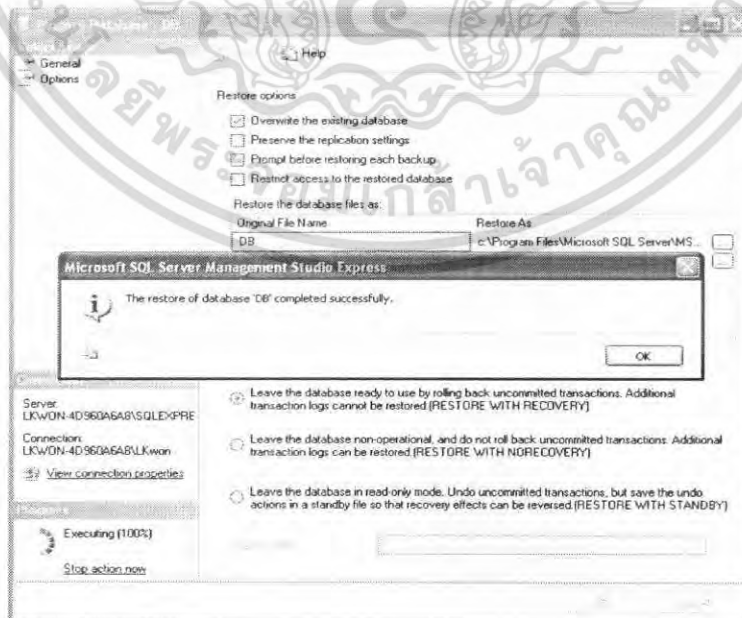 Restore Database - DB
General
Options
Help
Restore options
Overwrite the existing database
Preserve the replication settings
Prompt before restoring each backup
Restrict access to the restored database
Restore the database files as:
Original File Name Restore As
DB c:\Program Files\Microsoft SQL Server\MS...
Microsoft SQL Server Management Studio Express
The restore of database 'DB' completed successfully.
OK
Leave the database ready to use by rolling back uncommitted transactions. Additional
transaction logs cannot be restored.(RESTORE WITH RECOVERY)
Leave the database non-operational, and do not roll back uncommitted transactions. Additional
transaction logs can be restored.(RESTORE WITH NORECOVERY)
Leave the database in read-only mode. Undo uncommitted transactions, but save the undo
actions in a standby file so that recovery effects can be reversed.(RESTORE WITH STANDBY)
Server:
LKWON-4D960A6A8\SQLEXPRE
Connection:
LKWON-4D960A6A8\LKwon
View connection properties
Progress
Executing (100%)
Stop action now